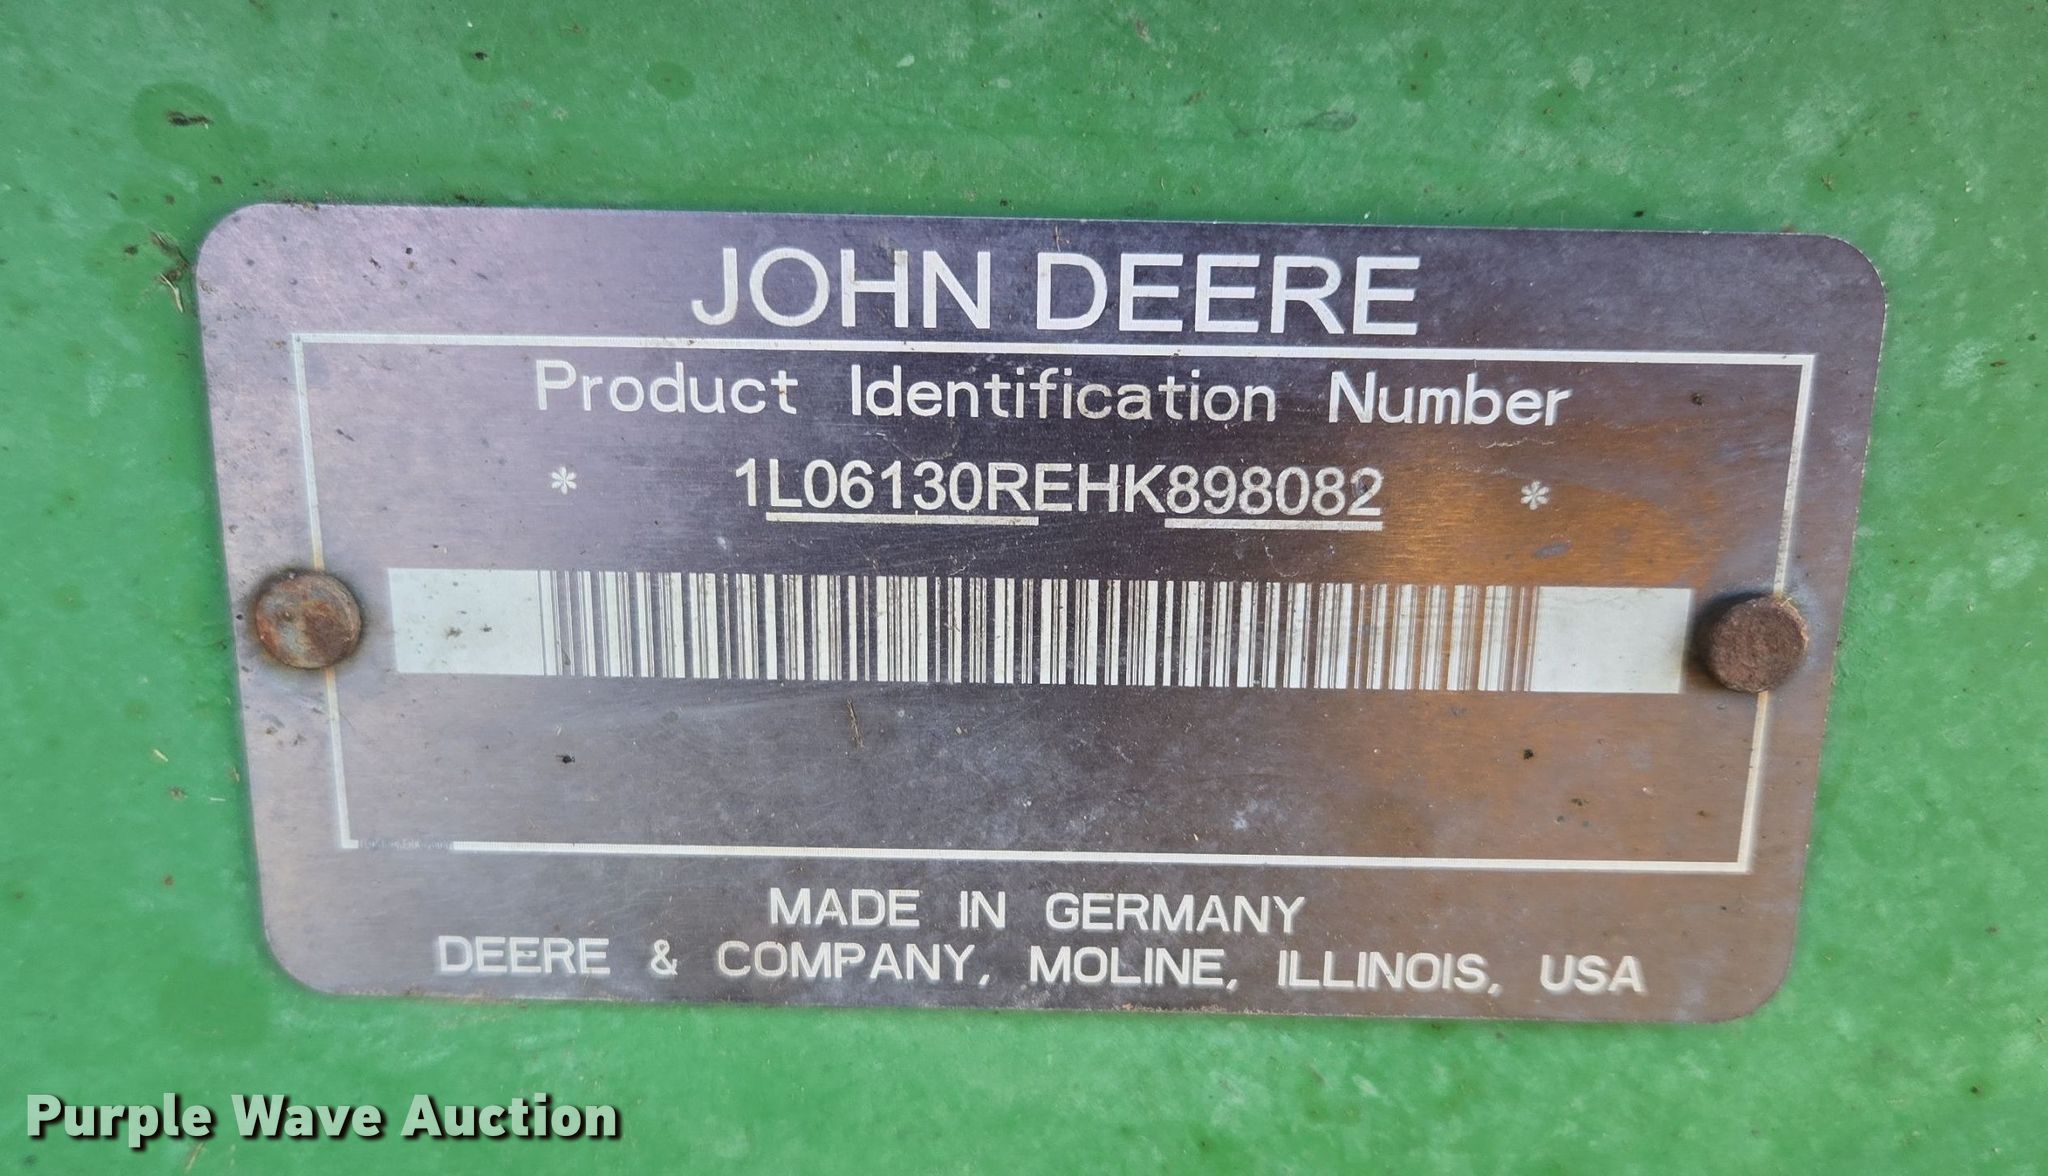 JOHN DEERE
Product Identification Number
* 1L06130REHK898082 *
MADE IN GERMANY
DEERE & COMPANY, MOLINE, ILLINOIS, USA
Purple Wave Auction